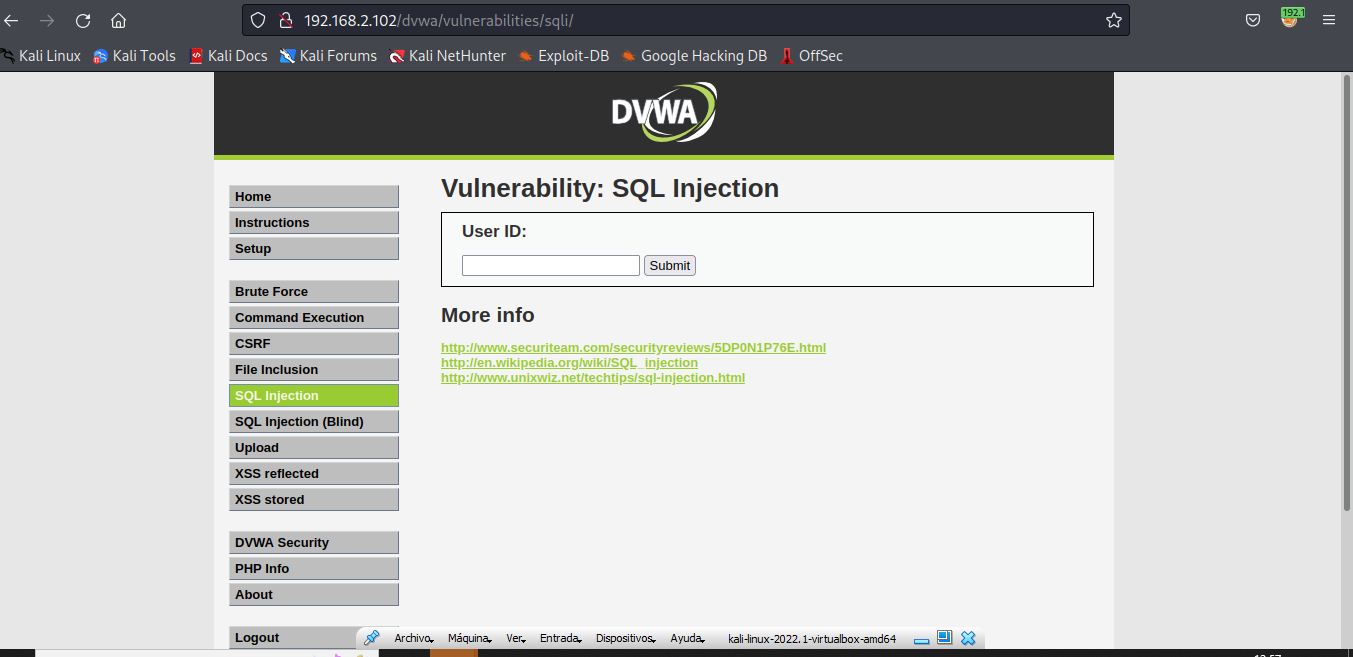 192.168.2.102/dvwa/vulnerabilities/sqli/
192.1
Kali Linux Kali Tools Kali Docs Kali Forums Kali NetHunter Exploit-DB Google Hacking DB OffSec
DVWA
Home
Instructions
Setup
Brute Force
Command Execution
CSRF
File Inclusion
SQL Injection
SQL Injection (Blind)
Upload
XSS reflected
XSS stored
DVWA Security
PHP Info
About
Logout
Vulnerability: SQL Injection
User ID:
Submit
More info
http://www.securiteam.com/securityreviews/5DP0N1P76E.html
http://en.wikipedia.org/wiki/SQL_injection
http://www.unixwiz.net/techtips/sql-injection.html
Archivo Máquina Ver Entrada Dispositivos Ayuda kali-linux-2022.1-virtualbox-amd64